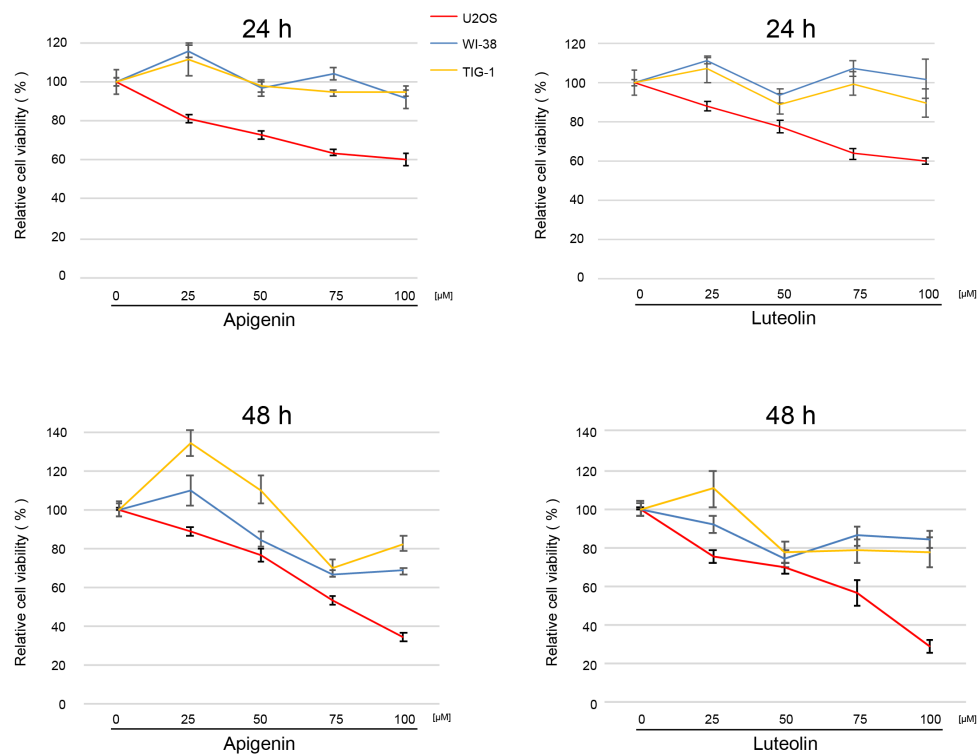 24 h
U2OS
WI-38
TIG-1
Relative cell viability ( % )
120
100
80
60
40
20
0
0 25 50 75 100 [μM]
Apigenin
24 h
Relative cell viability ( % )
120
100
80
60
40
20
0
0 25 50 75 100 [μM]
Luteolin
48 h
Relative cell viability ( % )
140
120
100
80
60
40
20
0
0 25 50 75 100 [μM]
Apigenin
48 h
Relative cell viability ( % )
140
120
100
80
60
40
20
0
0 25 50 75 100 [μM]
Luteolin